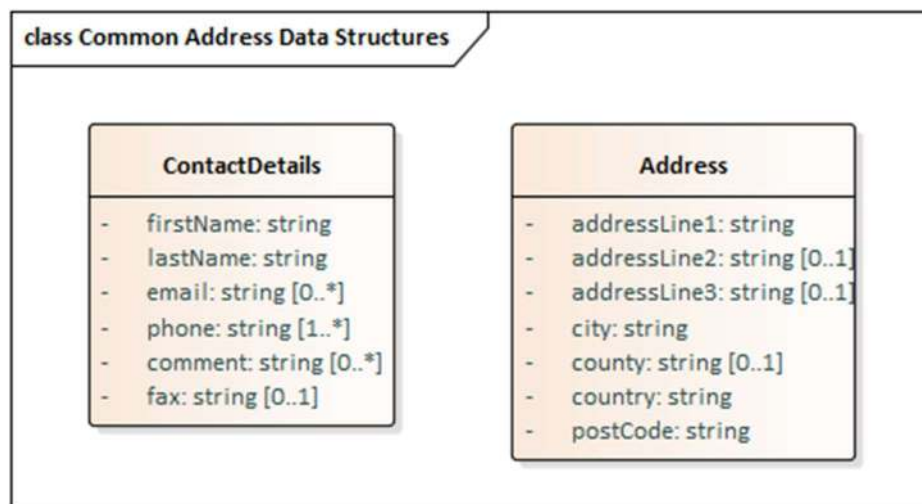 class Common Address Data Structures
ContactDetails
- firstName: string
- lastName: string
- email: string [0..*]
- phone: string [1..*]
- comment: string [0..*]
- fax: string [0..1]
Address
- addressLine1: string
- addressLine2: string [0..1]
- addressLine3: string [0..1]
- city: string
- county: string [0..1]
- country: string
- postCode: string